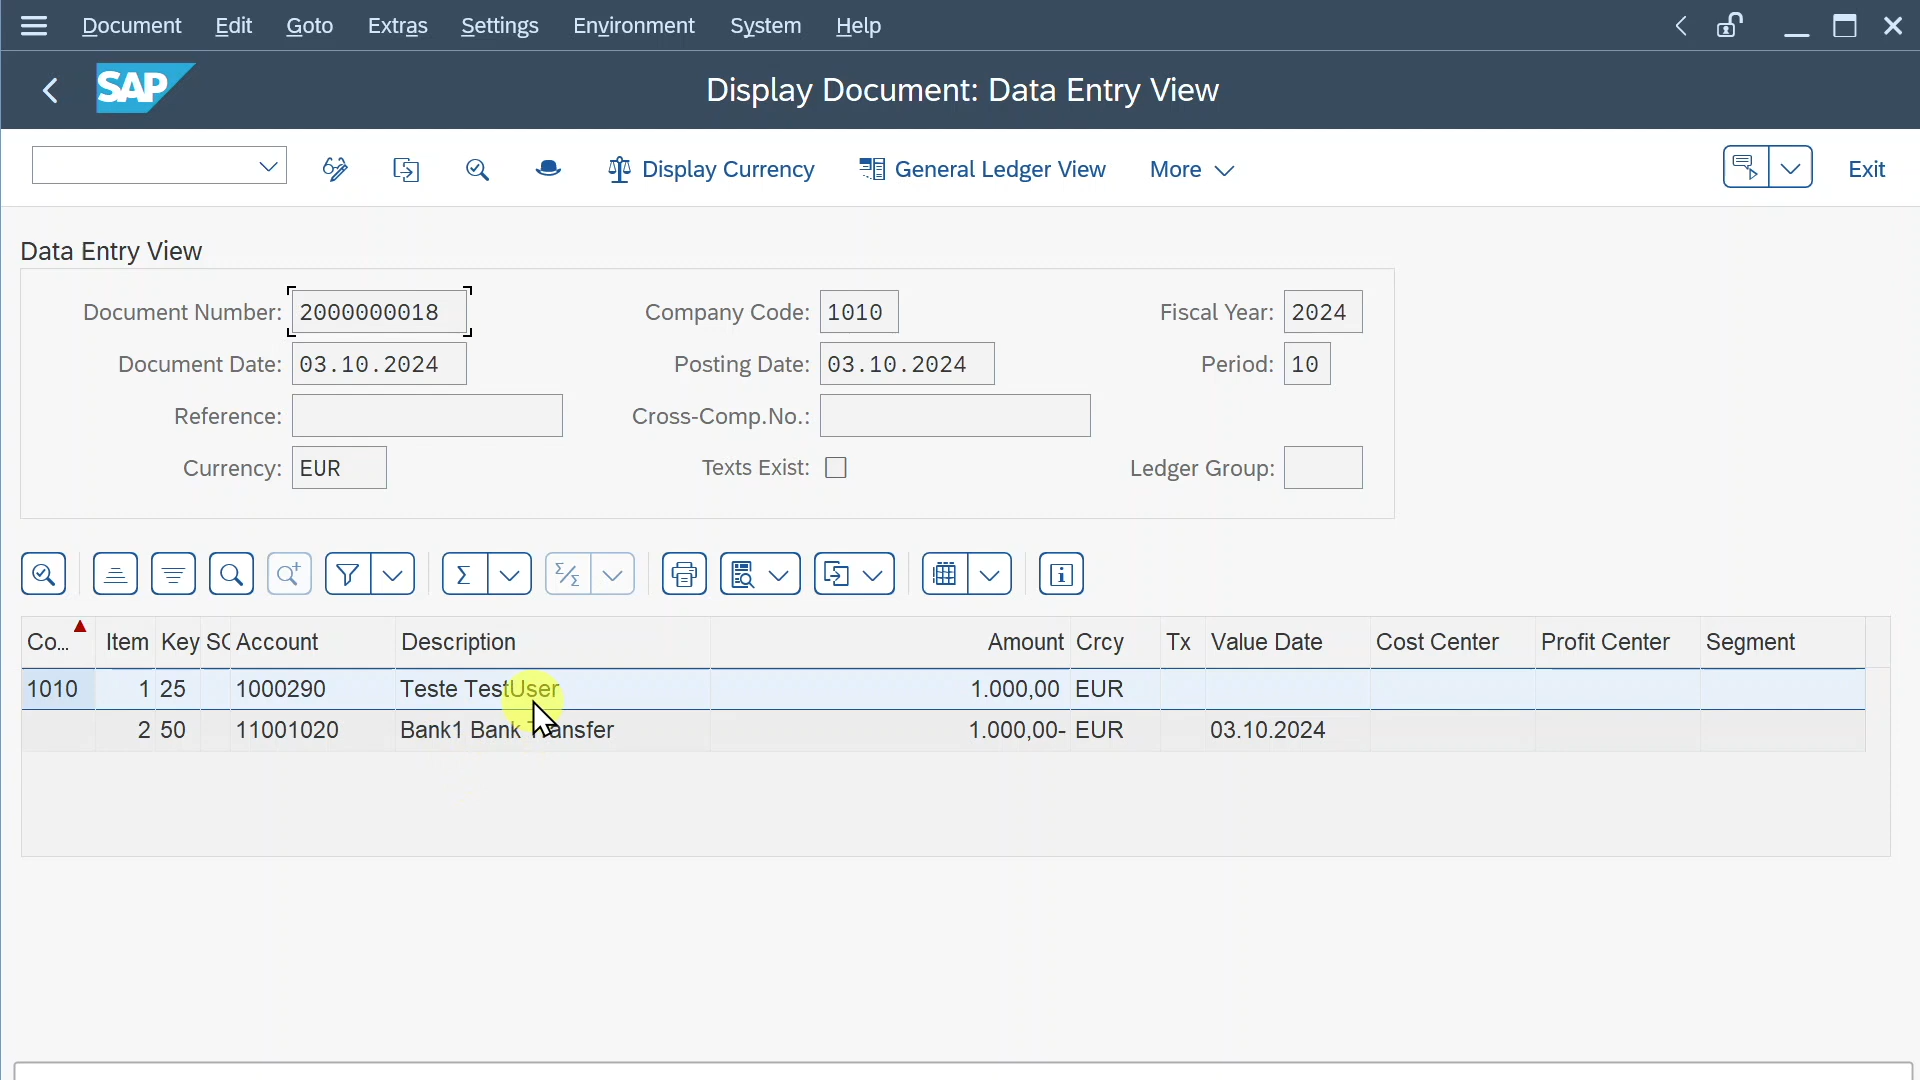 Document Edit Goto Extras Settings Environment System Help
SAP Display Document: Data Entry View
Display Currency General Ledger View More Exit
Data Entry View
Document Number: 2000000018 Company Code: 1010 Fiscal Year: 2024
Document Date: 03.10.2024 Posting Date: 03.10.2024 Period: 10
Reference: Cross-Comp.No.:
Currency: EUR Texts Exist: Ledger Group:
Co... Item Key SG Account Description Amount Crcy Tx Value Date Cost Center Profit Center Segment
1010 1 25 1000290 Teste TestUser 1.000,00 EUR
2 50 11001020 Bank1 Bank Transfer 1.000,00- EUR 03.10.2024